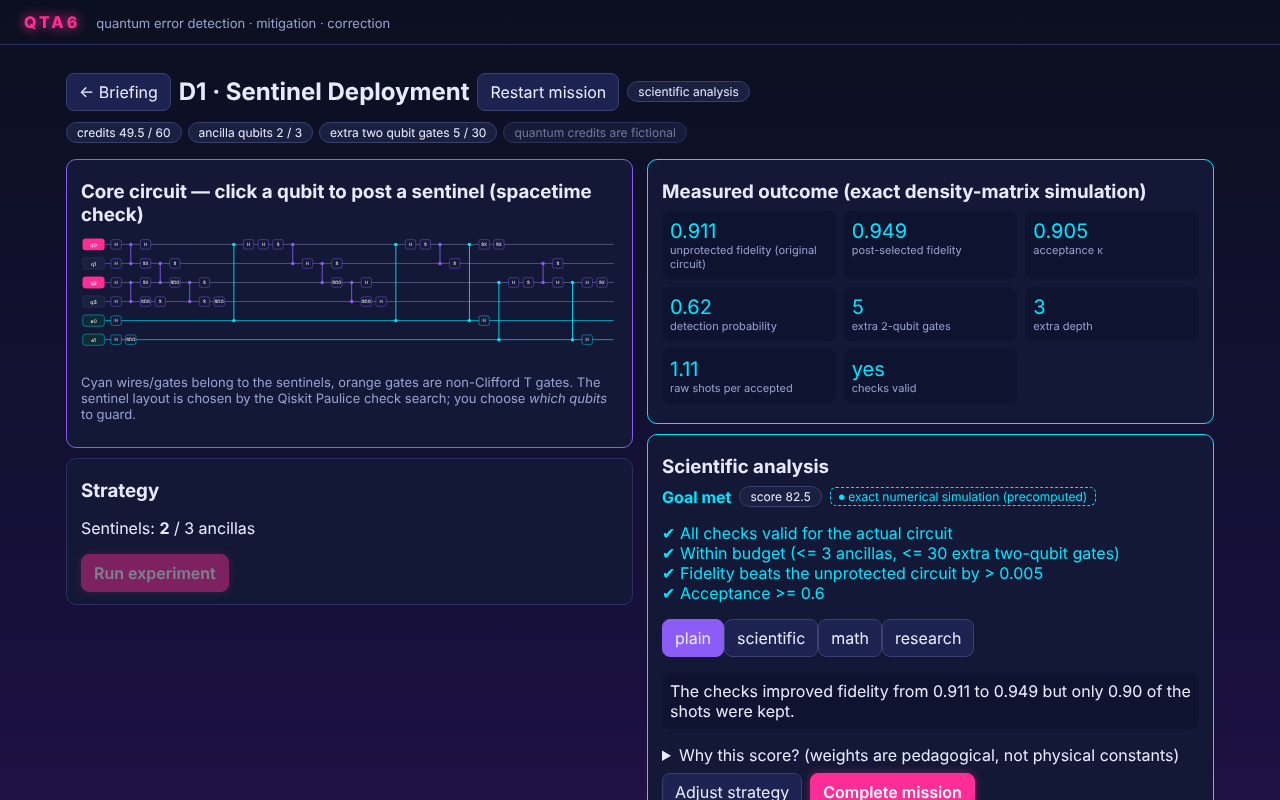 QTA6 quantum error detection · mitigation · correction
← Briefing D1 · Sentinel Deployment Restart mission scientific analysis
credits 49.5 / 60 ancilla qubits 2 / 3 extra two qubit gates 5 / 30 quantum credits are fictional
Core circuit — click a qubit to post a sentinel (spacetime
check)
q0
q1
q2
q3
a0
a1
Cyan wires/gates belong to the sentinels, orange gates are non-Clifford T gates. The
sentinel layout is chosen by the Qiskit Paulice check search; you choose which qubits
to guard.
Strategy
Sentinels: 2 / 3 ancillas
Run experiment
Measured outcome (exact density-matrix simulation)
0.911
unprotected fidelity (original
circuit)
0.949
post-selected fidelity
0.905
acceptance κ
0.62
detection probability
5
extra 2-qubit gates
3
extra depth
1.11
raw shots per accepted
yes
checks valid
Scientific analysis
Goal met score 82.5 ● exact numerical simulation (precomputed)
✔ All checks valid for the actual circuit
✔ Within budget (<= 3 ancillas, <= 30 extra two-qubit gates)
✔ Fidelity beats the unprotected circuit by > 0.005
✔ Acceptance >= 0.6
plain scientific math research
The checks improved fidelity from 0.911 to 0.949 but only 0.90 of the
shots were kept.
▶ Why this score? (weights are pedagogical, not physical constants)
Adjust strategy Complete mission